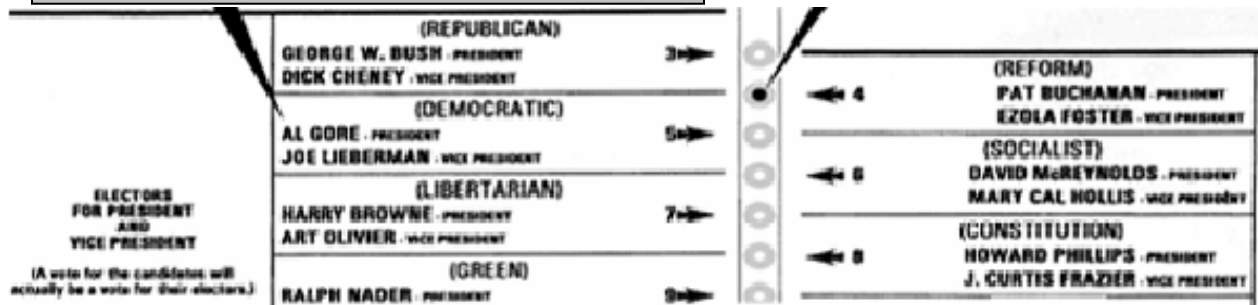 (REPUBLICAN)
GEORGE W. BUSH - PRESIDENT
DICK CHENEY - VICE PRESIDENT
3
(DEMOCRATIC)
AL GORE - PRESIDENT
JOE LIEBERMAN - VICE PRESIDENT
5
(LIBERTARIAN)
HARRY BROWNE - PRESIDENT
ART OLIVIER - VICE PRESIDENT
7
(GREEN)
RALPH NADER - PRESIDENT
9
ELECTORS
FOR PRESIDENT
AND
VICE PRESIDENT
(A vote for the candidates will
actually be a vote for their electors.)
(REFORM)
4 PAT BUCHANAN - PRESIDENT
EZOLA FOSTER - VICE PRESIDENT
(SOCIALIST)
6 DAVID McREYNOLDS - PRESIDENT
MARY CAL HOLLIS - VICE PRESIDENT
(CONSTITUTION)
8 HOWARD PHILLIPS - PRESIDENT
J. CURTIS FRAZIER - VICE PRESIDENT